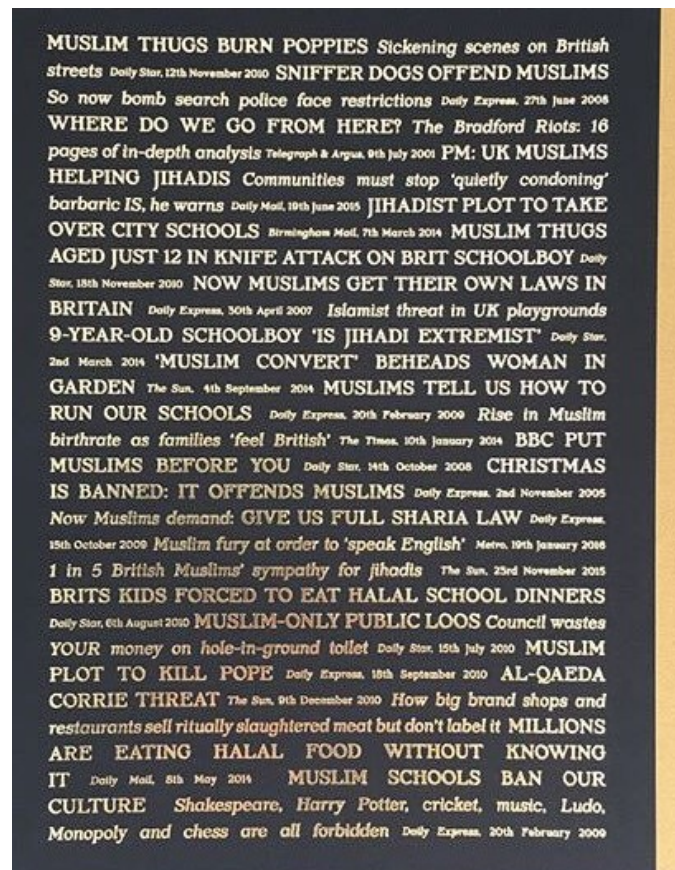 MUSLIM THUGS BURN POPPIES Sickening scenes on British
streets Daily Star, 12th November 2010 SNIFFER DOGS OFFEND MUSLIMS
So now bomb search police face restrictions Daily Express, 27th June 2008
WHERE DO WE GO FROM HERE? The Bradford Riots: 16
pages of in-depth analysis Telegraph & Argus, 9th July 2001 PM: UK MUSLIMS
HELPING JIHADIS Communities must stop 'quietly condoning'
barbaric IS, he warns Daily Mail, 19th June 2015 JIHADIST PLOT TO TAKE
OVER CITY SCHOOLS Birmingham Mail, 7th March 2014 MUSLIM THUGS
AGED JUST 12 IN KNIFE ATTACK ON BRIT SCHOOLBOY Daily
Star, 18th November 2010 NOW MUSLIMS GET THEIR OWN LAWS IN
BRITAIN Daily Express, 30th April 2007 Islamist threat in UK playgrounds
9-YEAR-OLD SCHOOLBOY 'IS JIHADI EXTREMIST' Daily Star,
2nd March 2014 'MUSLIM CONVERT' BEHEADS WOMAN IN
GARDEN The Sun, 4th September 2014 MUSLIMS TELL US HOW TO
RUN OUR SCHOOLS Daily Express, 20th February 2009 Rise in Muslim
birthrate as families 'feel British' The Times, 10th January 2014 BBC PUT
MUSLIMS BEFORE YOU Daily Star, 14th October 2008 CHRISTMAS
IS BANNED: IT OFFENDS MUSLIMS Daily Express, 2nd November 2005
Now Muslims demand: GIVE US FULL SHARIA LAW Daily Express,
15th October 2009 Muslim fury at order to 'speak English' Metro, 19th January 2016
1 in 5 British Muslims' sympathy for jihadis The Sun, 23rd November 2015
BRITS KIDS FORCED TO EAT HALAL SCHOOL DINNERS
Daily Star, 6th August 2010 MUSLIM-ONLY PUBLIC LOOS Council wastes
YOUR money on hole-in-ground toilet Daily Star, 15th July 2010 MUSLIM
PLOT TO KILL POPE Daily Express, 18th September 2010 AL-QAEDA
CORRIE THREAT The Sun, 9th December 2010 How big brand shops and
restaurants sell ritually slaughtered meat but don't label it MILLIONS
ARE EATING HALAL FOOD WITHOUT KNOWING
IT Daily Mail, 8th May 2014 MUSLIM SCHOOLS BAN OUR
CULTURE Shakespeare, Harry Potter, cricket, music, Ludo,
Monopoly and chess are all forbidden Daily Express, 20th February 2009